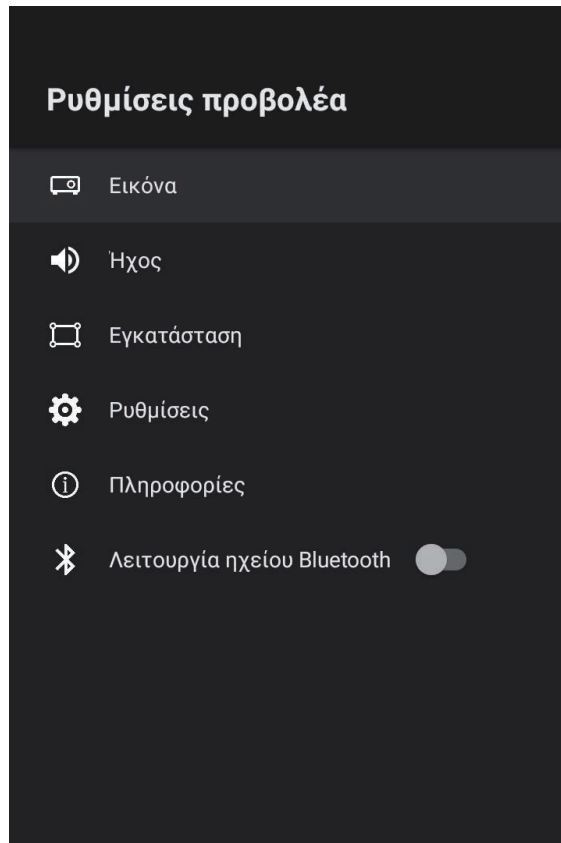 Ρυθμίσεις προβολέα
Εικόνα
Ήχος
Εγκατάσταση
Ρυθμίσεις
Πληροφορίες
Λειτουργία ηχείου Bluetooth